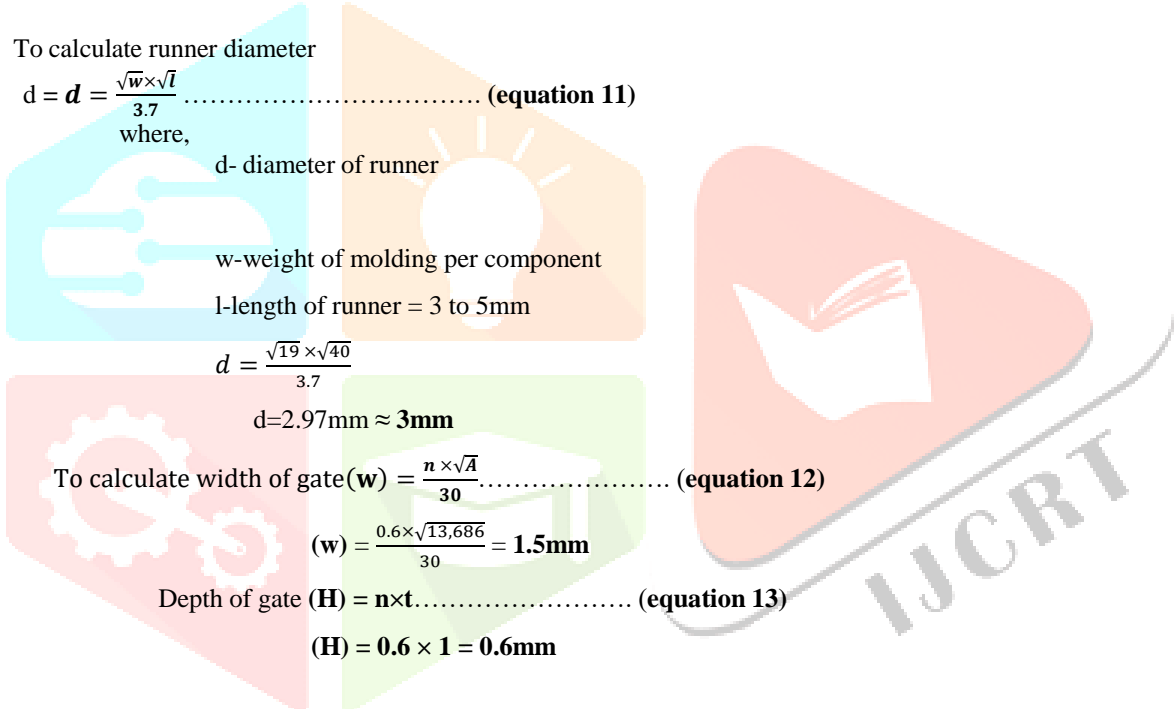 To calculate runner diameter
d = d = √w×√l / 3.7 ................................. (equation 11)
where,
d- diameter of runner
w-weight of molding per component
l-length of runner = 3 to 5mm
d = √19 ×√40 / 3.7
d=2.97mm ≈ 3mm
To calculate width of gate(w) = n ×√A / 30...................... (equation 12)
(w) = 0.6×√13,686 / 30 = 1.5mm
Depth of gate (H) = n×t......................... (equation 13)
(H) = 0.6 × 1 = 0.6mm
IJCRT